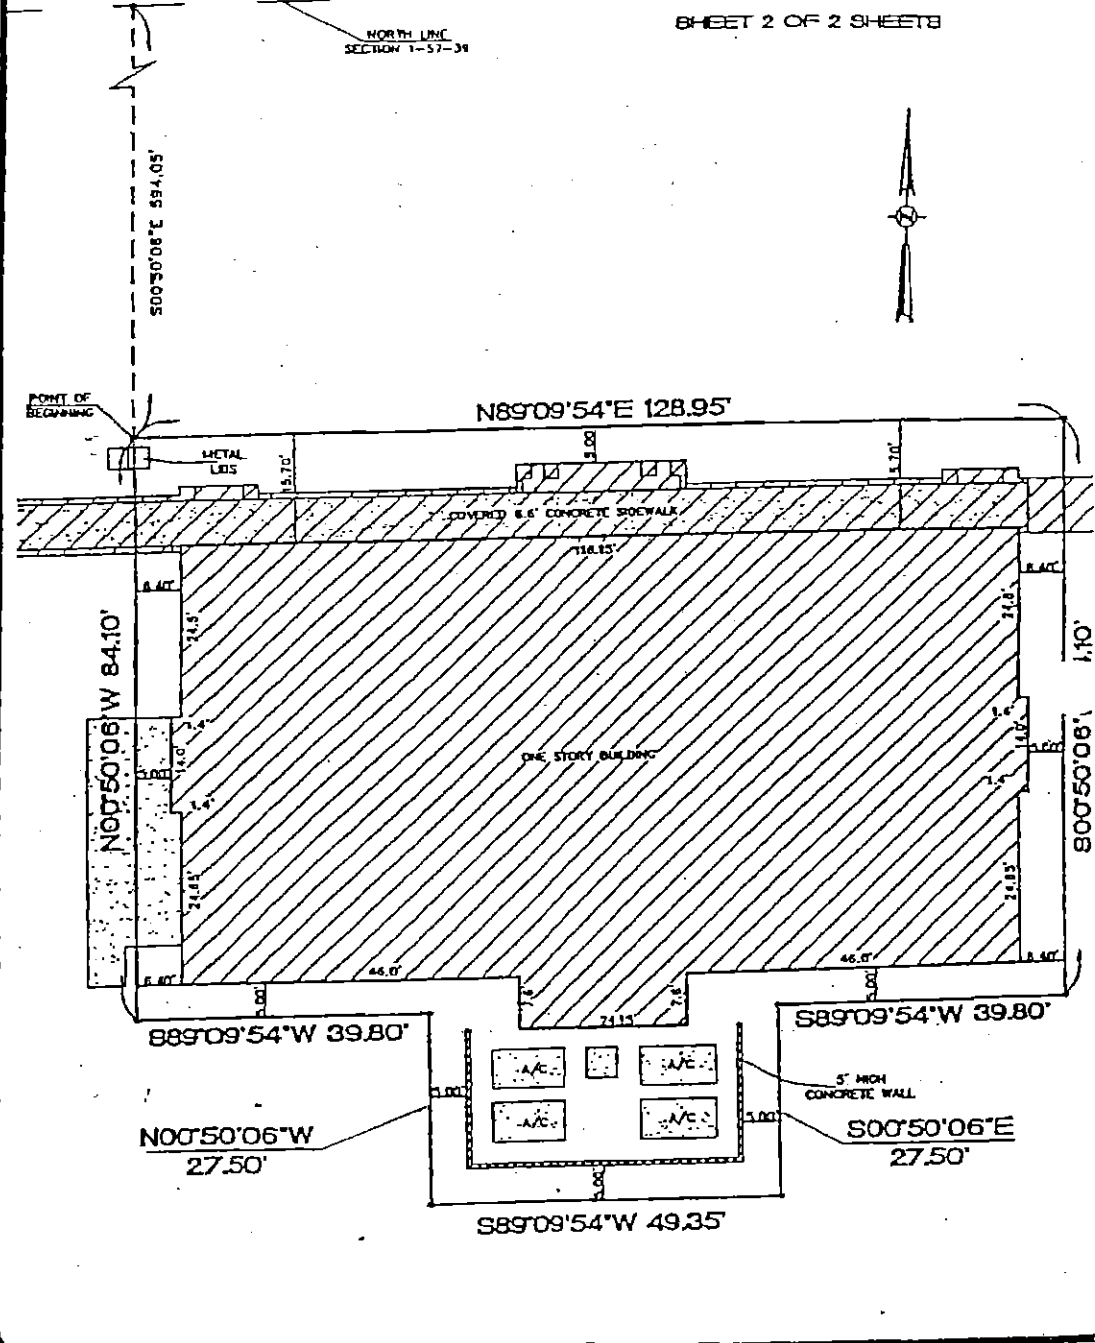 SHEET 2 OF 2 SHEETS
NORTH LINE
SECTION 1-57-39
S00°50'06"E 594.05'
N
POINT OF
BEGINNING
N89°09'54"E 128.95'
METAL
LIDS
15.70'
5.00
15.70'
COVERED 6.6' CONCRETE SIDEWALK
116.15'
6.40'
6.40'
24.8'
24.8'
N00°50'06"W 84.10'
1.10'
1.4'
1.4'
14.0'
14.0'
5.00
5.00
ONE STORY BUILDING
1.4'
1.4'
S00°50'06"
24.85'
24.85'
6.40'
46.0'
46.0'
6.40'
5.00'
7.6'
7.6'
5.00'
24.15'
S89°09'54"W 39.80'
S89°09'54"W 39.80'
A/C
A/C
5' HIGH
CONCRETE WALL
5.00'
5.00'
A/C
A/C
N00°50'06"W
27.50'
S00°50'06"E
27.50'
5.00'
S89°09'54"W 49.35'